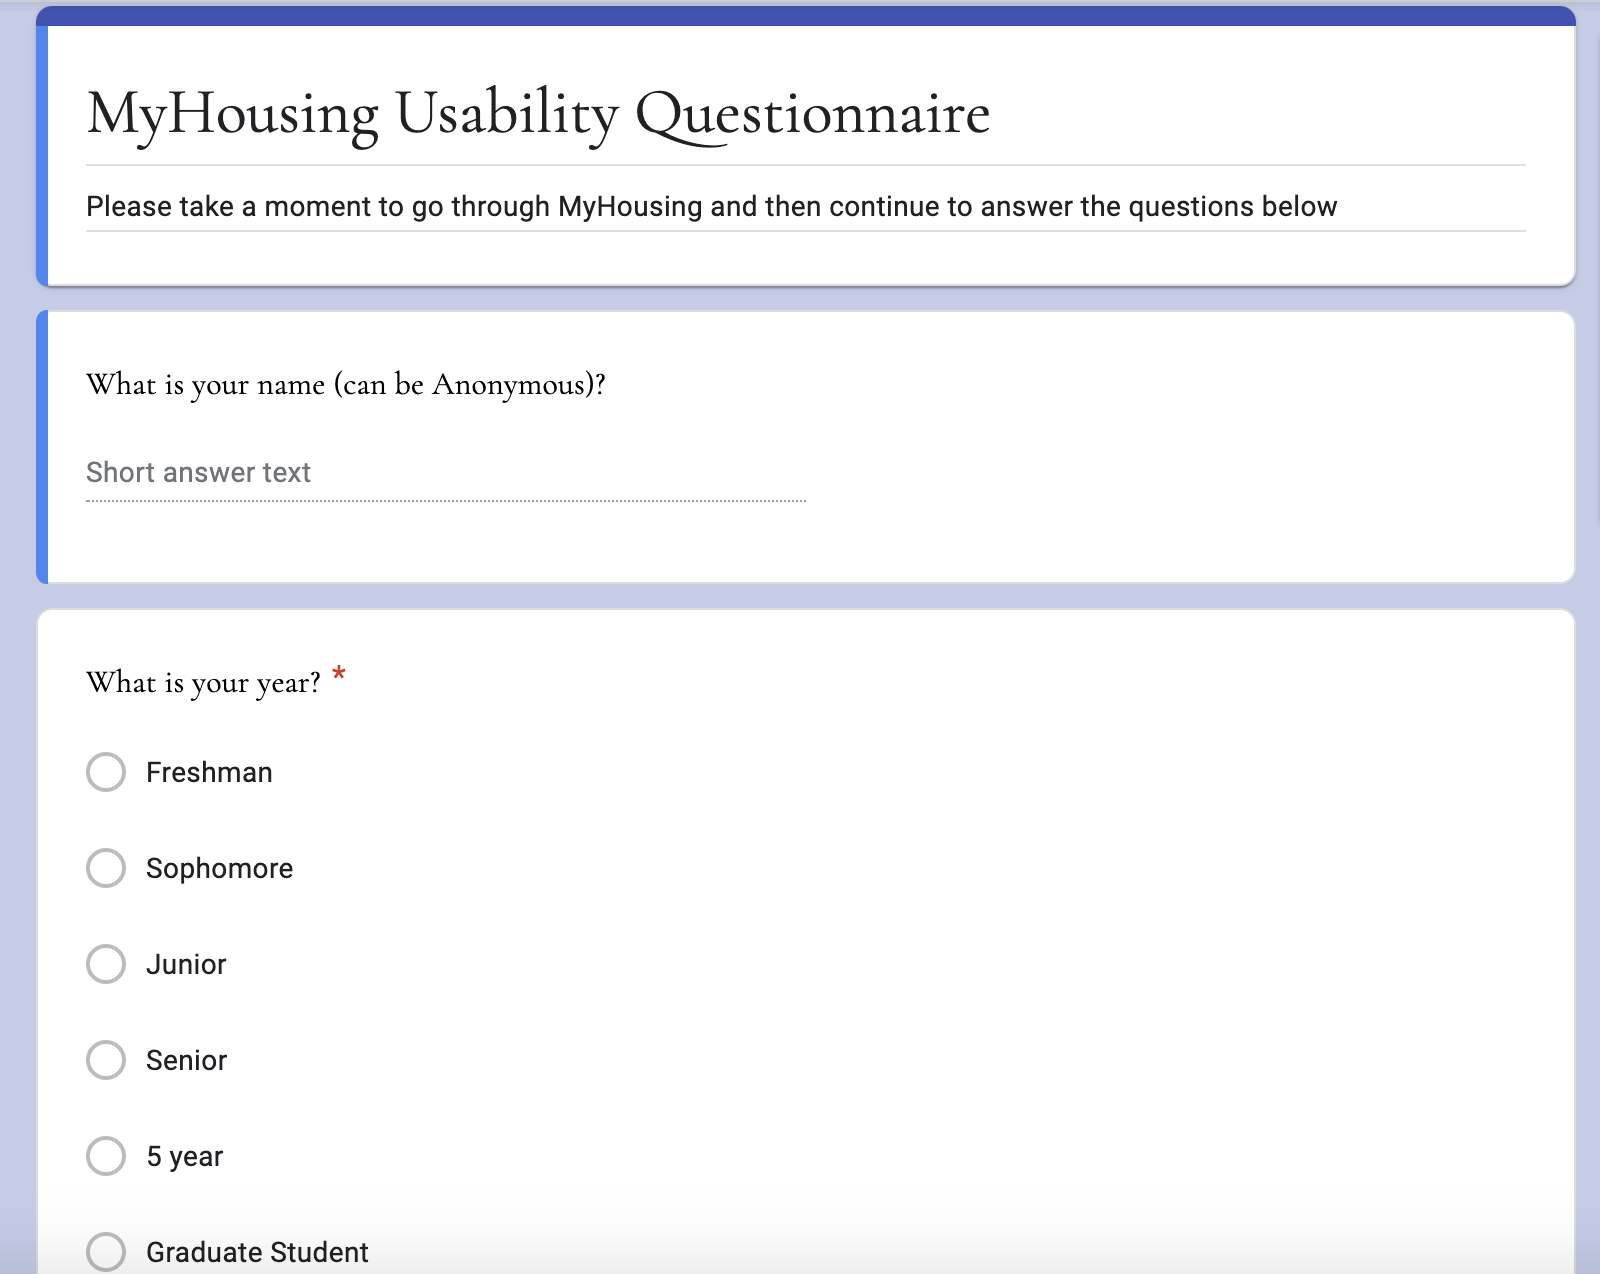 MyHousing Usability Questionnaire
Please take a moment to go through MyHousing and then continue to answer the questions below
What is your name (can be Anonymous)?
Short answer text
What is your year? *
Freshman
Sophomore
Junior
Senior
5 year
Graduate Student